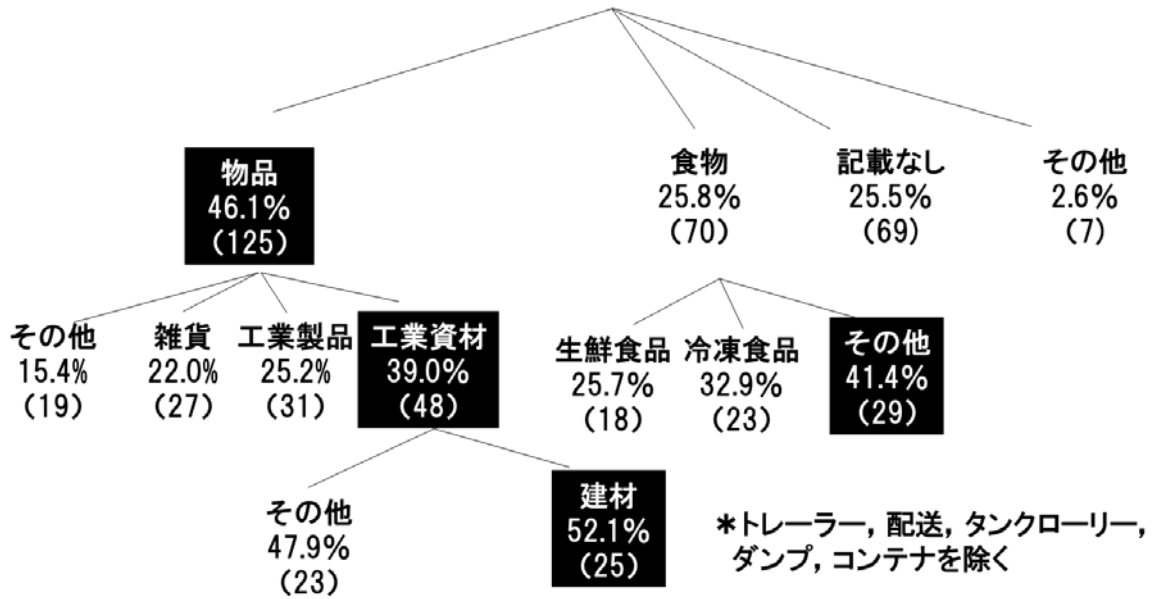 物品
46.1%
(125)
食物
25.8%
(70)
記載なし
25.5%
(69)
その他
2.6%
(7)
その他
15.4%
(19)
雑貨
22.0%
(27)
工業製品
25.2%
(31)
工業資材
39.0%
(48)
生鮮食品
25.7%
(18)
冷凍食品
32.9%
(23)
その他
41.4%
(29)
その他
47.9%
(23)
建材
52.1%
(25)
*トレーラー, 配送, タンクローリー,
ダンプ, コンテナを除く